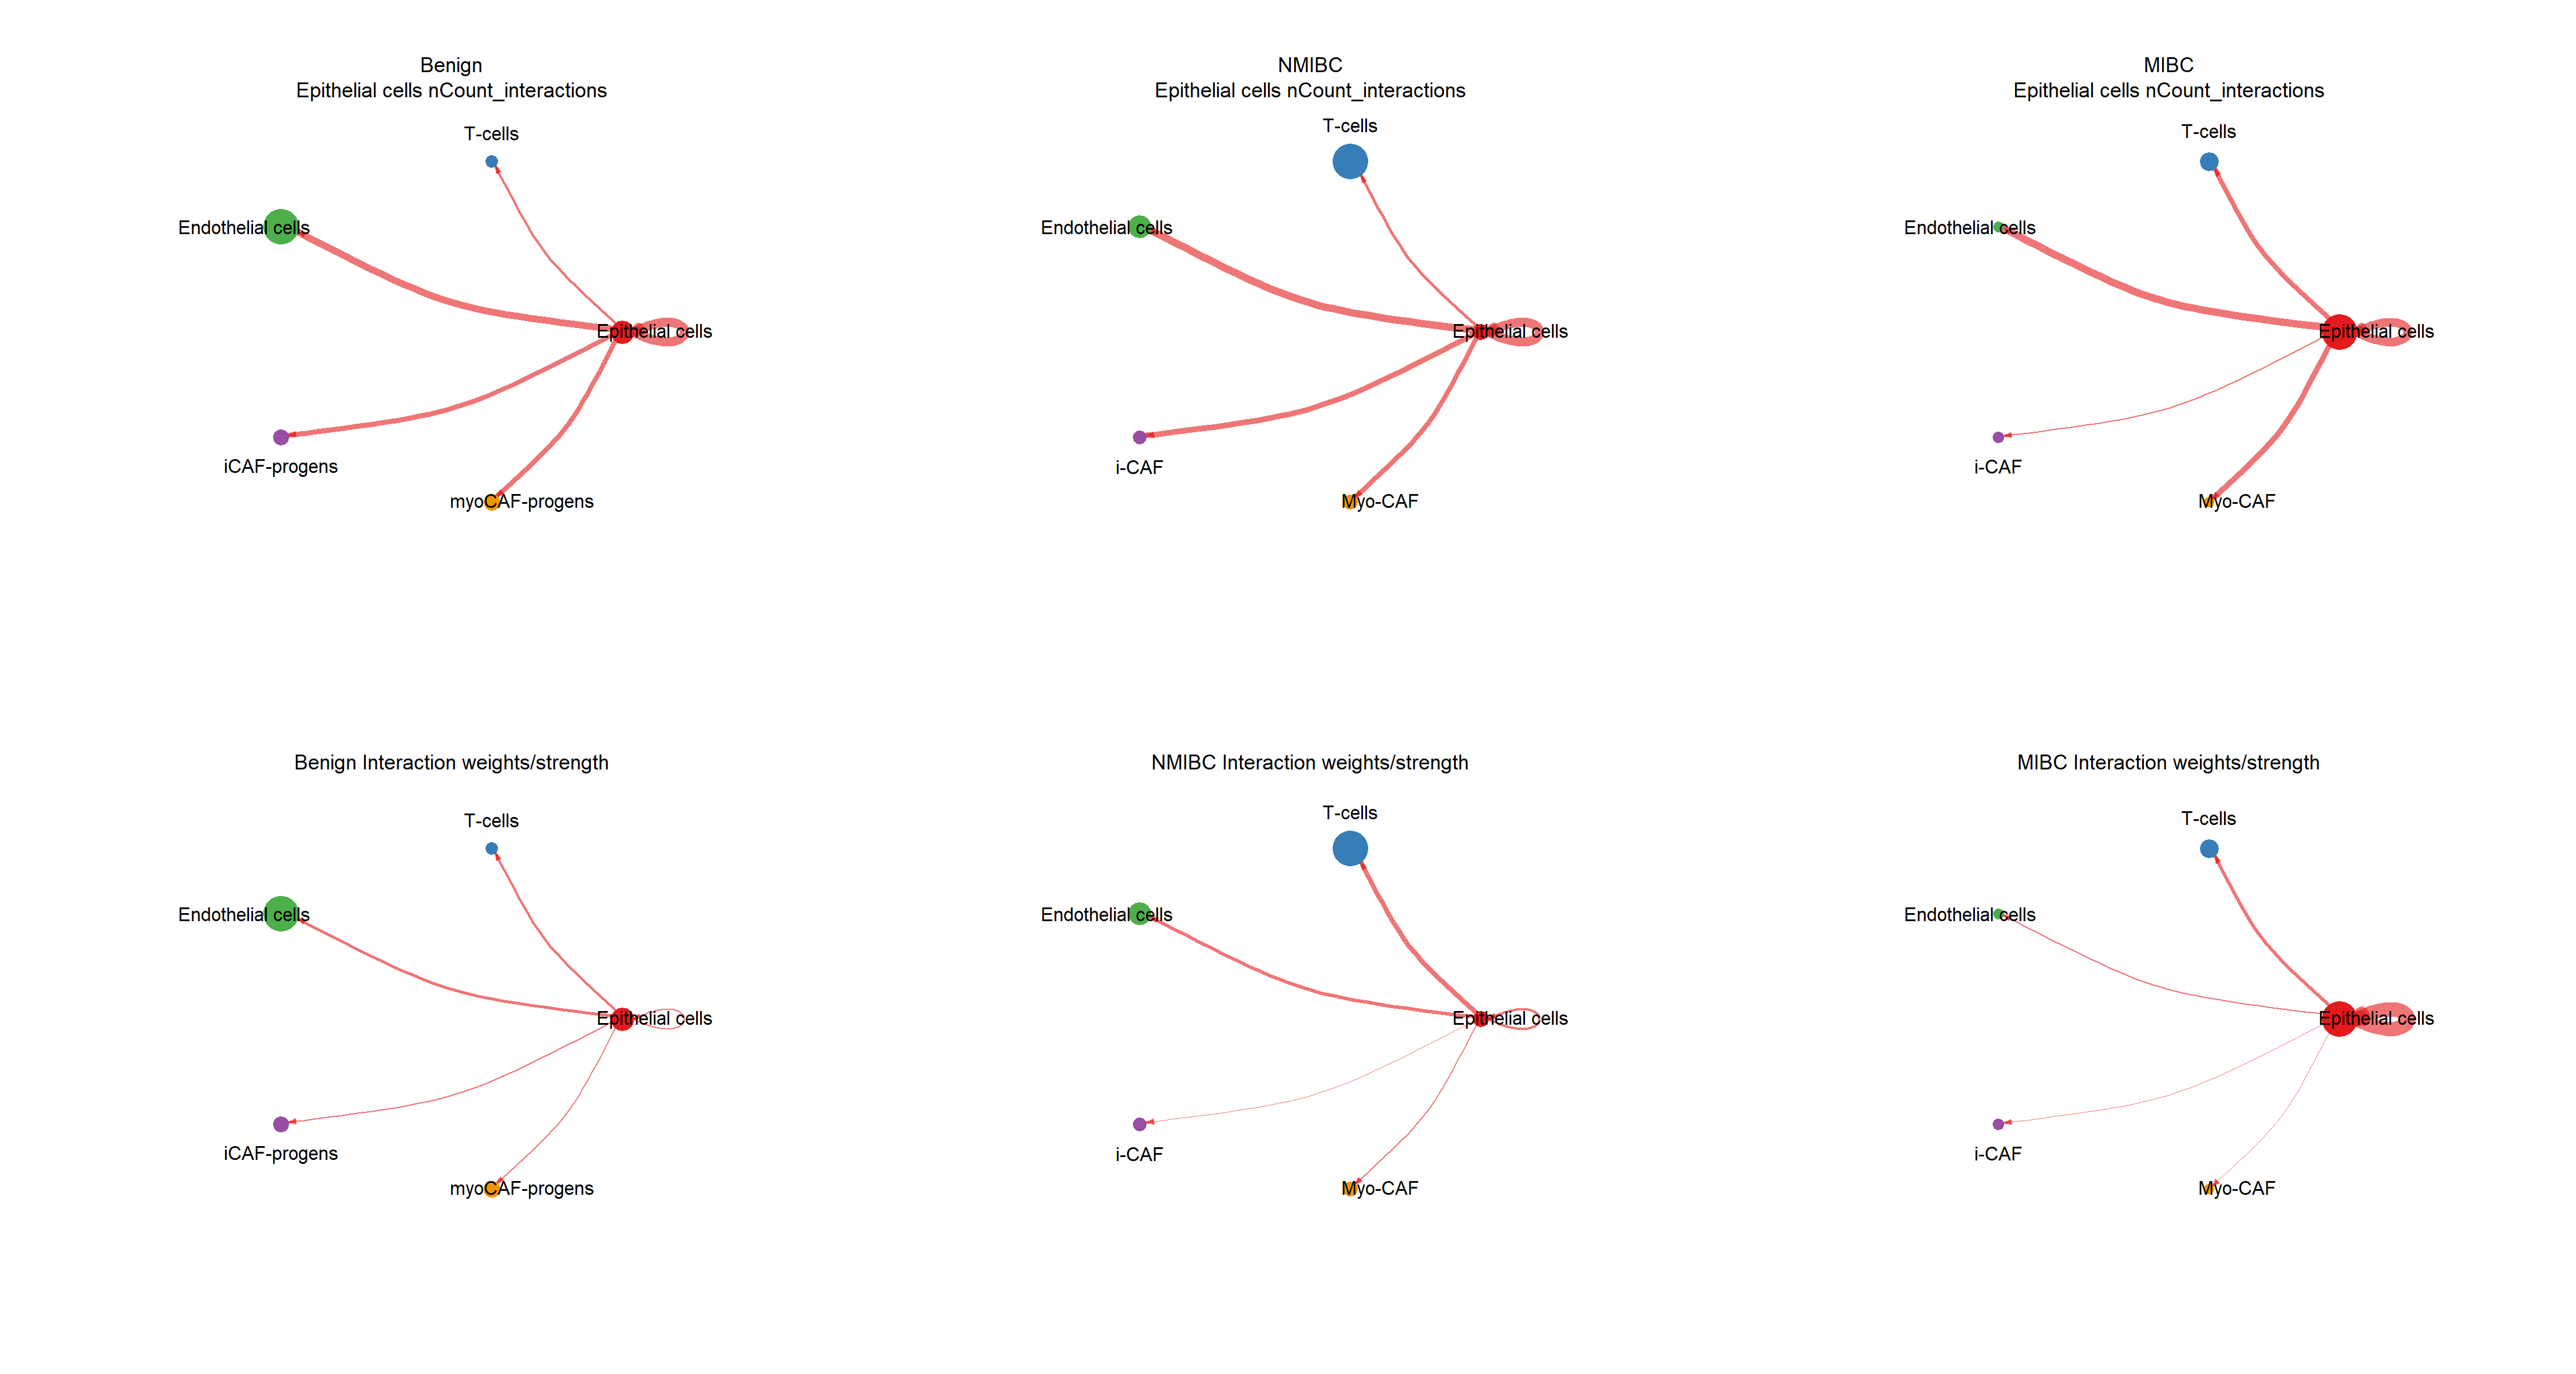 Benign
Epithelial cells nCount_interactions
T-cells
Endothelial cells
Epithelial cells
iCAF-progens
myoCAF-progens
NMIBC
Epithelial cells nCount_interactions
T-cells
Endothelial cells
Epithelial cells
i-CAF
Myo-CAF
MIBC
Epithelial cells nCount_interactions
T-cells
Endothelial cells
Epithelial cells
i-CAF
Myo-CAF
Benign Interaction weights/strength
T-cells
Endothelial cells
Epithelial cells
iCAF-progens
myoCAF-progens
NMIBC Interaction weights/strength
T-cells
Endothelial cells
Epithelial cells
i-CAF
Myo-CAF
MIBC Interaction weights/strength
T-cells
Endothelial cells
Epithelial cells
i-CAF
Myo-CAF